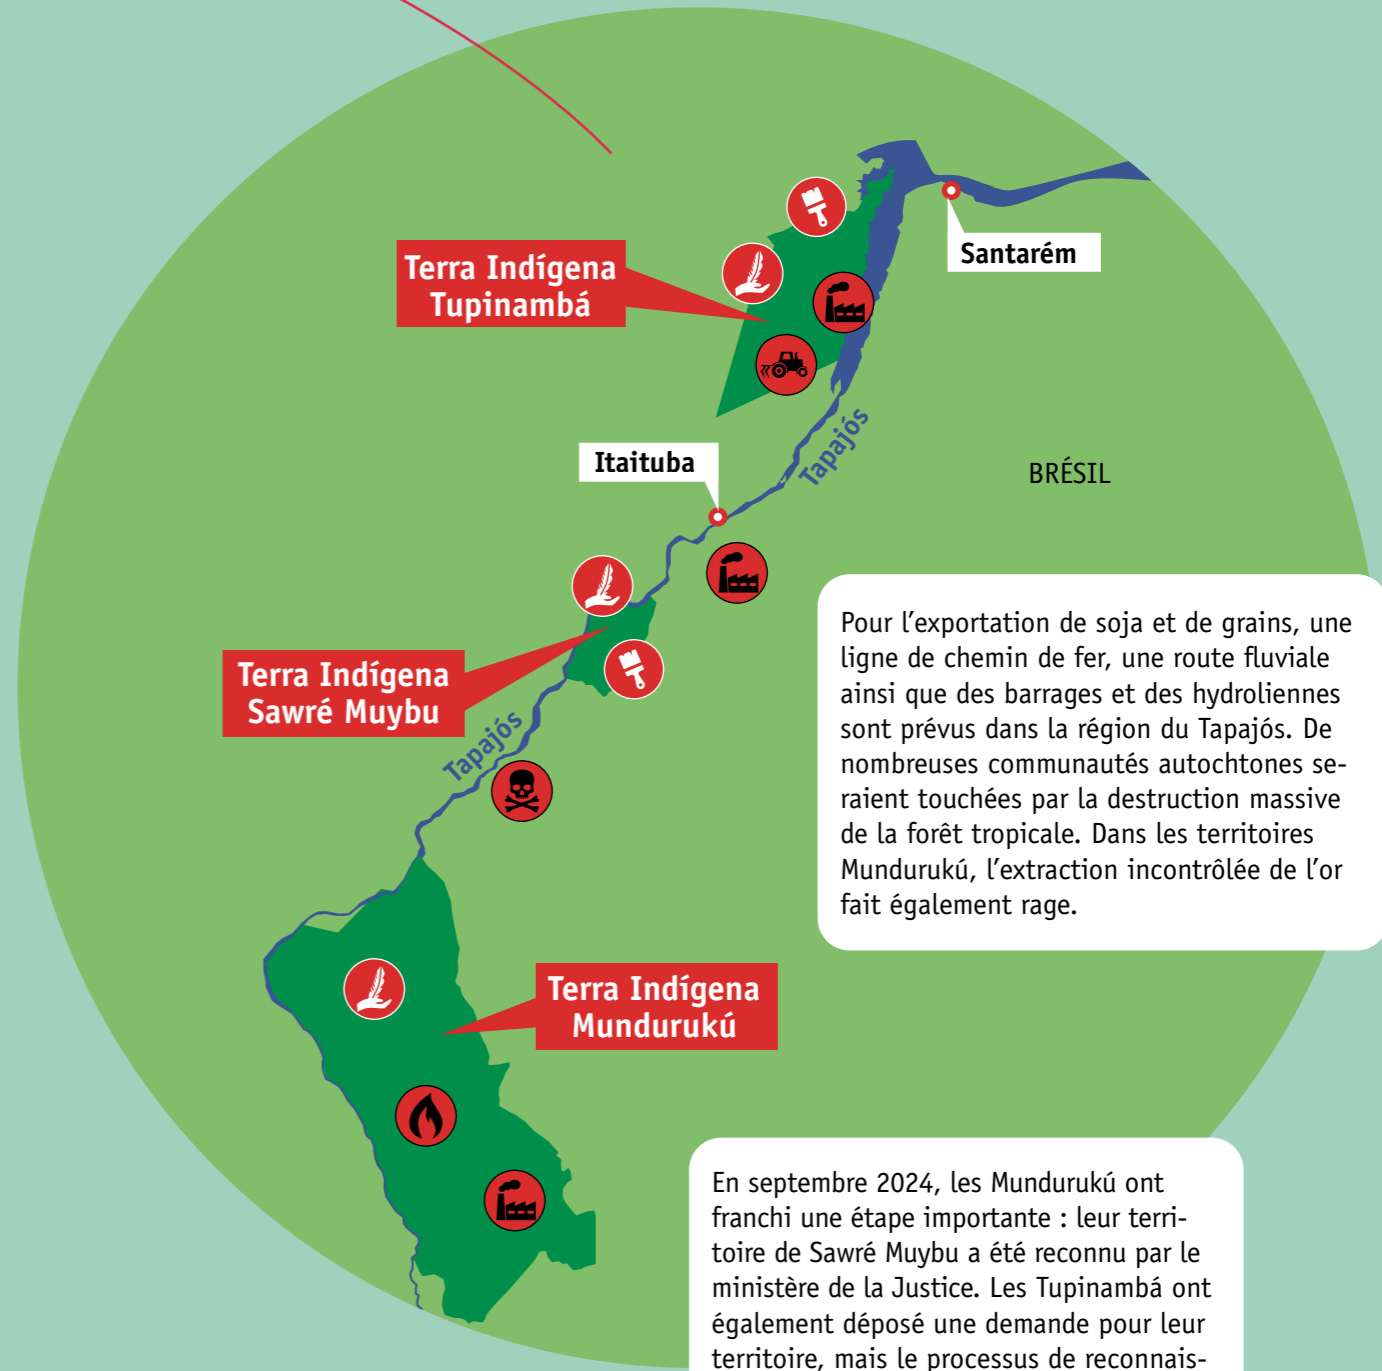 Santarém
Terra Indígena
Tupinambá
Tapajós
Itaituba
BRÉSIL
Pour l’exportation de soja et de grains, une
ligne de chemin de fer, une route fluviale
ainsi que des barrages et des hydroliennes
sont prévus dans la région du Tapajós. De
nombreuses communautés autochtones se-
raient touchées par la destruction massive
de la forêt tropicale. Dans les territoires
Mundurukú, l’extraction incontrôlée de l’or
fait également rage.
Terra Indígena
Sawré Muybu
Tapajós
Terra Indígena
Mundurukú
En septembre 2024, les Mundurukú ont
franchi une étape importante : leur terri-
toire de Sawré Muybu a été reconnu par le
ministère de la Justice. Les Tupinambá ont
également déposé une demande pour leur
territoire, mais le processus de reconnais-